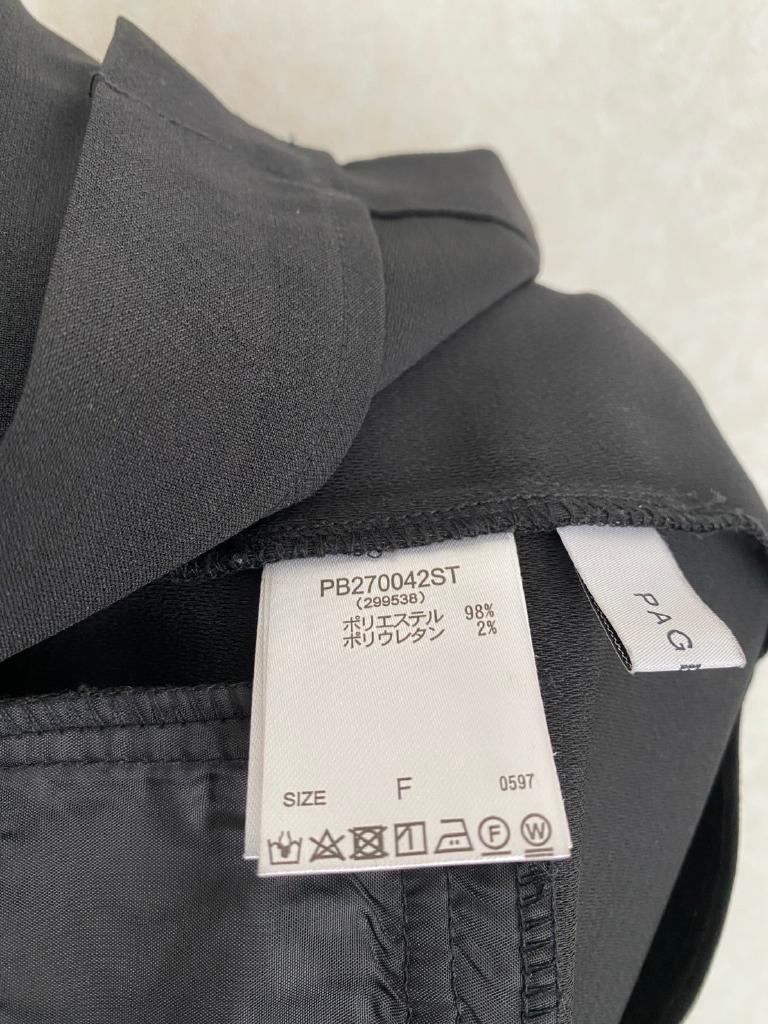 PB270042ST
(299538)
ポリエステル 98%
ポリウレタン 2%
SIZE F 0597
F W
PAG